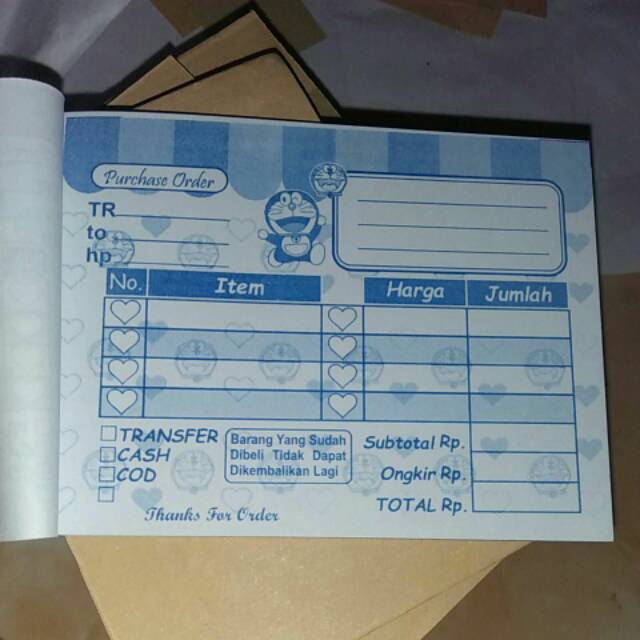 Purchase Order
TR
to
hp
No. Item Harga Jumlah
TRANSFER
CASH
COD
Barang Yang Sudah
Dibeli Tidak Dapat
Dikembalikan Lagi
Subtotal Rp.
Ongkir Rp.
TOTAL Rp.
Thanks For Order